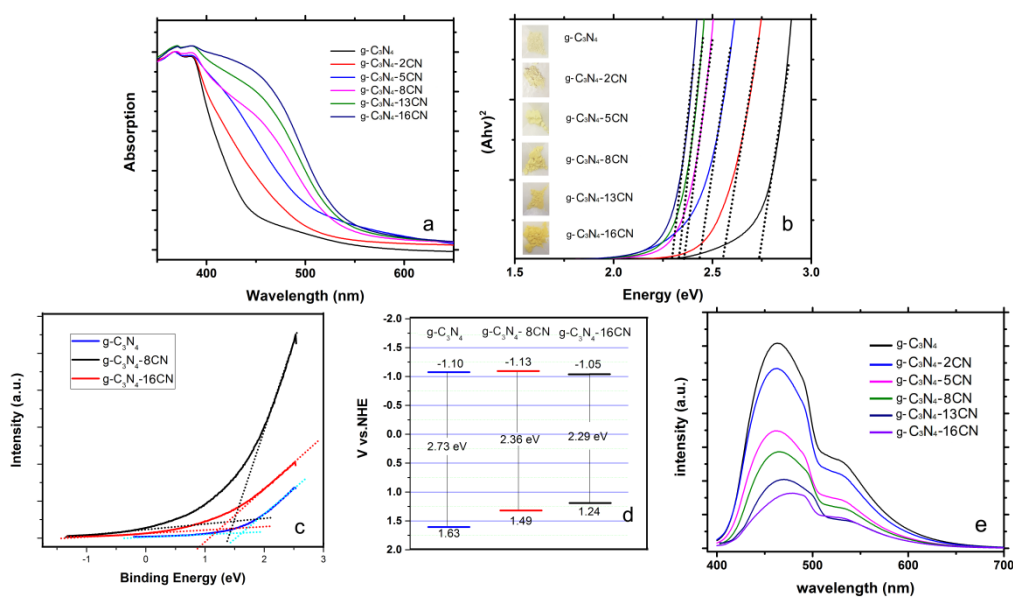 Absorption
g-C₃N₄
g-C₃N₄-2CN
g-C₃N₄-5CN
g-C₃N₄-8CN
g-C₃N₄-13CN
g-C₃N₄-16CN
a
400
500
600
Wavelength (nm)
(Ahv)²
g-C₃N₄
g-C₃N₄-2CN
g-C₃N₄-5CN
g-C₃N₄-8CN
g-C₃N₄-13CN
g-C₃N₄-16CN
b
1.5
2.0
2.5
3.0
Energy (eV)
Intensity (a.u.)
g-C₃N₄
g-C₃N₄-8CN
g-C₃N₄-16CN
c
-1
0
1
2
3
Binding Energy (eV)
V vs.NHE
-2.0
-1.5
-1.0
0.0
0.5
1.0
1.5
2.0
g-C₃N₄
g-C₃N₄- 8CN
g-C₃N₄-16CN
-1.10
-1.13
-1.05
2.73 eV
2.36 eV
2.29 eV
1.63
1.49
1.24
d
intensity (a.u.)
g-C₃N₄
g-C₃N₄-2CN
g-C₃N₄-5CN
g-C₃N₄-8CN
g-C₃N₄-13CN
g-C₃N₄-16CN
e
400
500
600
700
wavelength (nm)